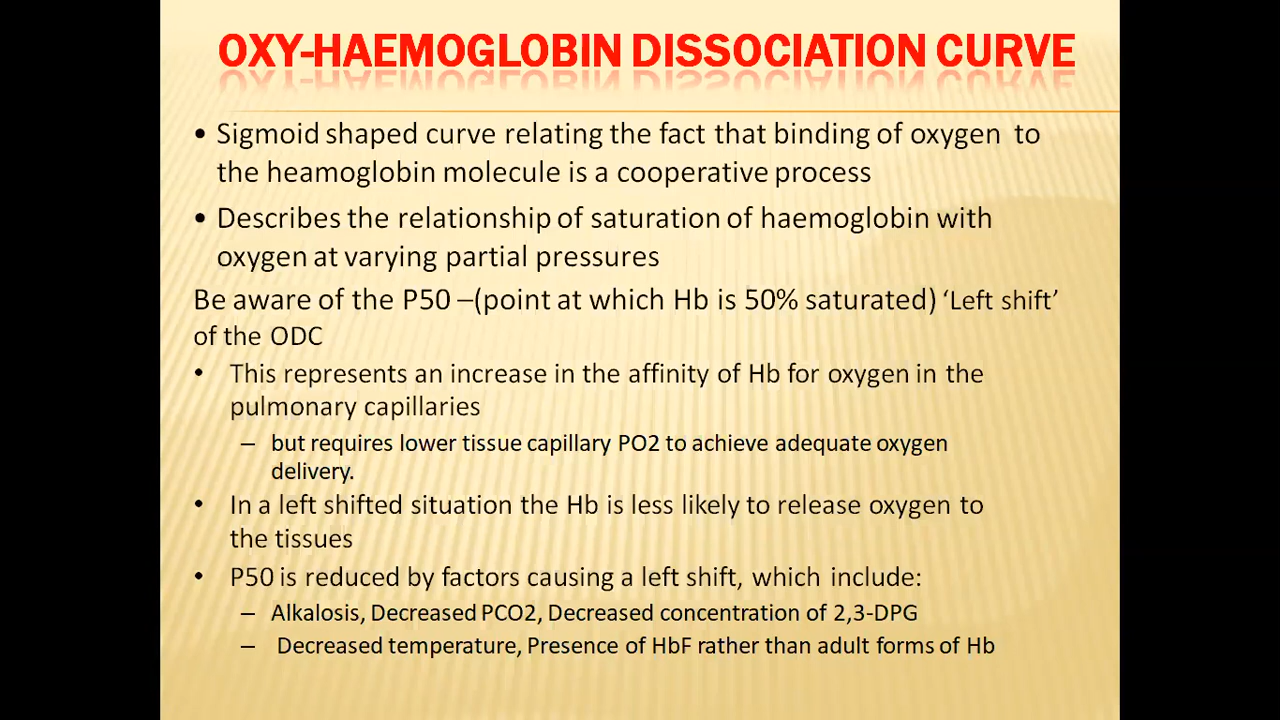 OXY-HAEMOGLOBIN DISSOCIATION CURVE
• Sigmoid shaped curve relating the fact that binding of oxygen to
the heamoglobin molecule is a cooperative process
• Describes the relationship of saturation of haemoglobin with
oxygen at varying partial pressures
Be aware of the P50 –(point at which Hb is 50% saturated) ‘Left shift’
of the ODC
• This represents an increase in the affinity of Hb for oxygen in the
pulmonary capillaries
– but requires lower tissue capillary PO2 to achieve adequate oxygen
delivery.
• In a left shifted situation the Hb is less likely to release oxygen to
the tissues
• P50 is reduced by factors causing a left shift, which include:
– Alkalosis, Decreased PCO2, Decreased concentration of 2,3-DPG
– Decreased temperature, Presence of HbF rather than adult forms of Hb